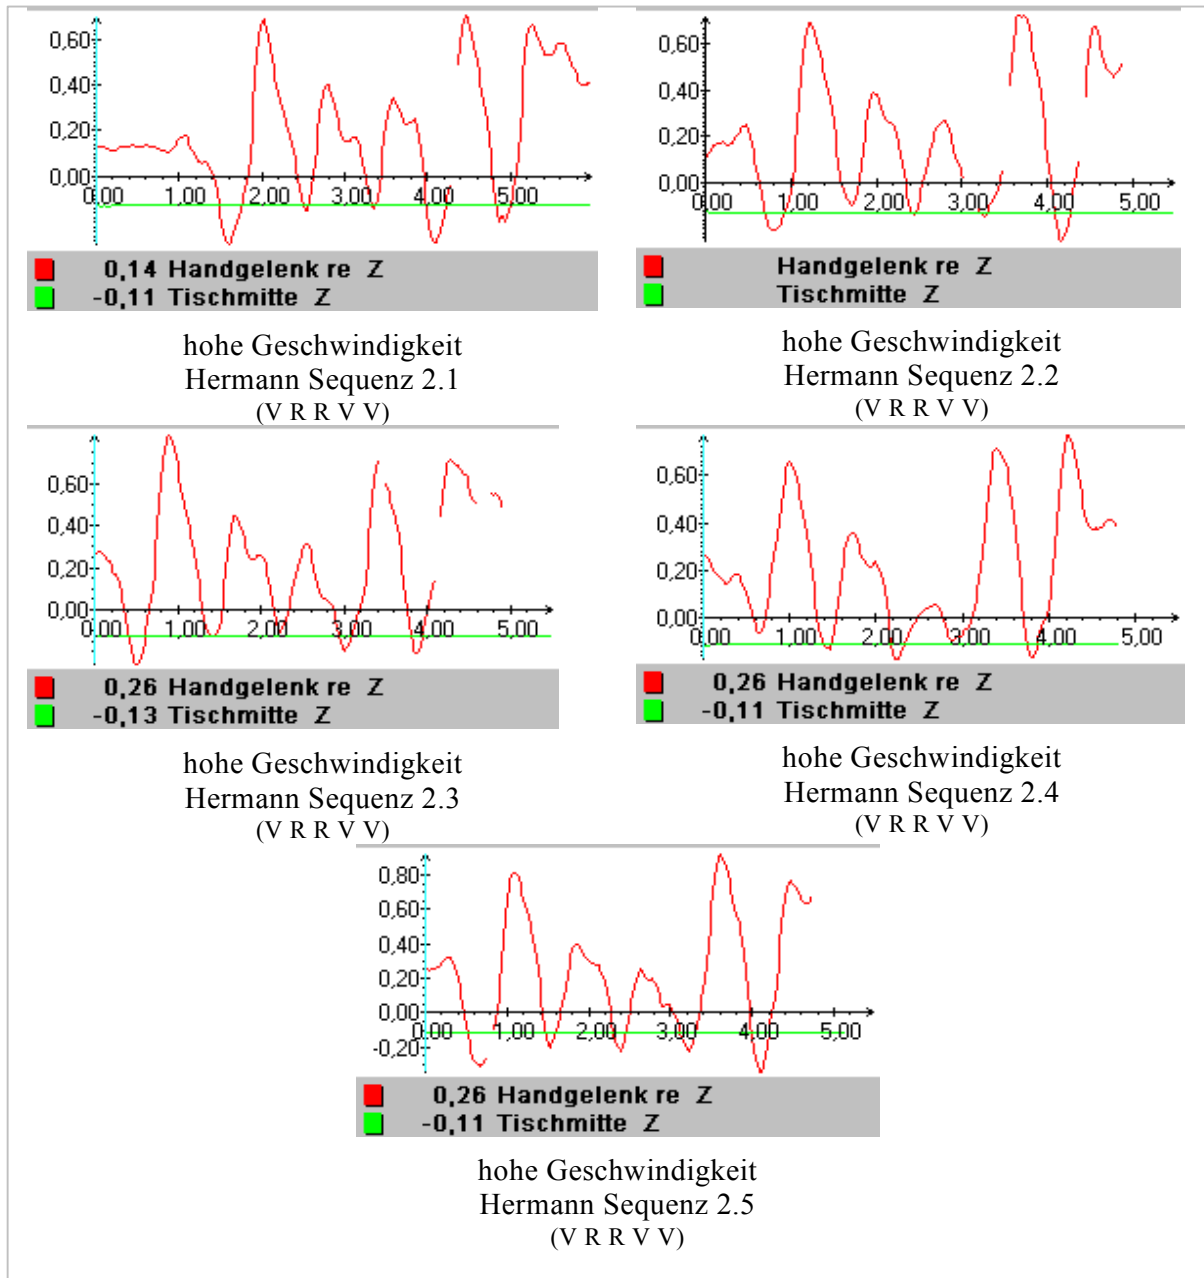 0,60
0,40
0,20
0,00
0,00 1,00 2,00 3,00 4,00 5,00
0,14 Handgelenk re Z
-0,11 Tischmitte Z
hohe Geschwindigkeit
Hermann Sequenz 2.1
(V R R V V)
0,60
0,40
0,20
0,00
0,00 1,00 2,00 3,00 4,00 5,00
Handgelenk re Z
Tischmitte Z
hohe Geschwindigkeit
Hermann Sequenz 2.2
(V R R V V)
0,60
0,40
0,20
0,00
0,00 1,00 2,00 3,00 4,00 5,00
0,26 Handgelenk re Z
-0,13 Tischmitte Z
hohe Geschwindigkeit
Hermann Sequenz 2.3
(V R R V V)
0,60
0,40
0,20
0,00
0,00 1,00 2,00 3,00 4,00 5,00
0,26 Handgelenk re Z
-0,11 Tischmitte Z
hohe Geschwindigkeit
Hermann Sequenz 2.4
(V R R V V)
0,80
0,60
0,40
0,20
0,00
-0,20
0,00 1,00 2,00 3,00 4,00 5,00
0,26 Handgelenk re Z
-0,11 Tischmitte Z
hohe Geschwindigkeit
Hermann Sequenz 2.5
(V R R V V)